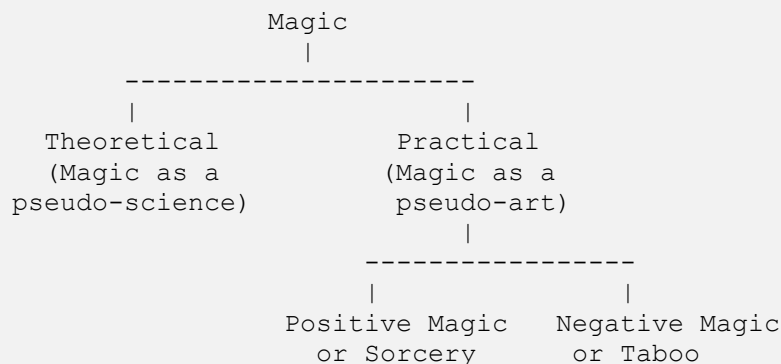 Magic
Theoretical Practical
(Magic as a (Magic as a
pseudo-science) pseudo-art)
Positive Magic Negative Magic
or Sorcery or Taboo